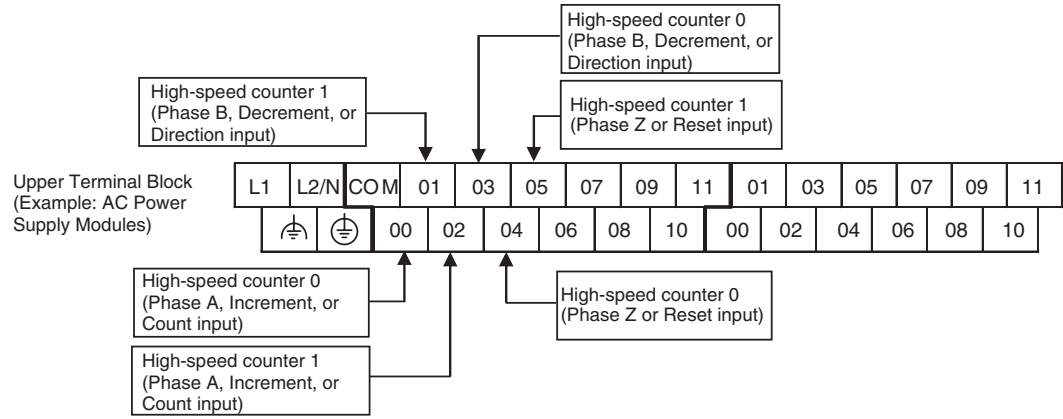 High-speed counter 0
(Phase B, Decrement, or
Direction input)
High-speed counter 1
(Phase B, Decrement, or
Direction input)
High-speed counter 1
(Phase Z or Reset input)
Upper Terminal Block
(Example: AC Power
Supply Modules)
L1 L2/N COM 01 03 05 07 09 11 01 03 05 07 09 11
00 02 04 06 08 10 00 02 04 06 08 10
High-speed counter 0
(Phase A, Increment, or
Count input)
High-speed counter 0
(Phase Z or Reset input)
High-speed counter 1
(Phase A, Increment, or
Count input)